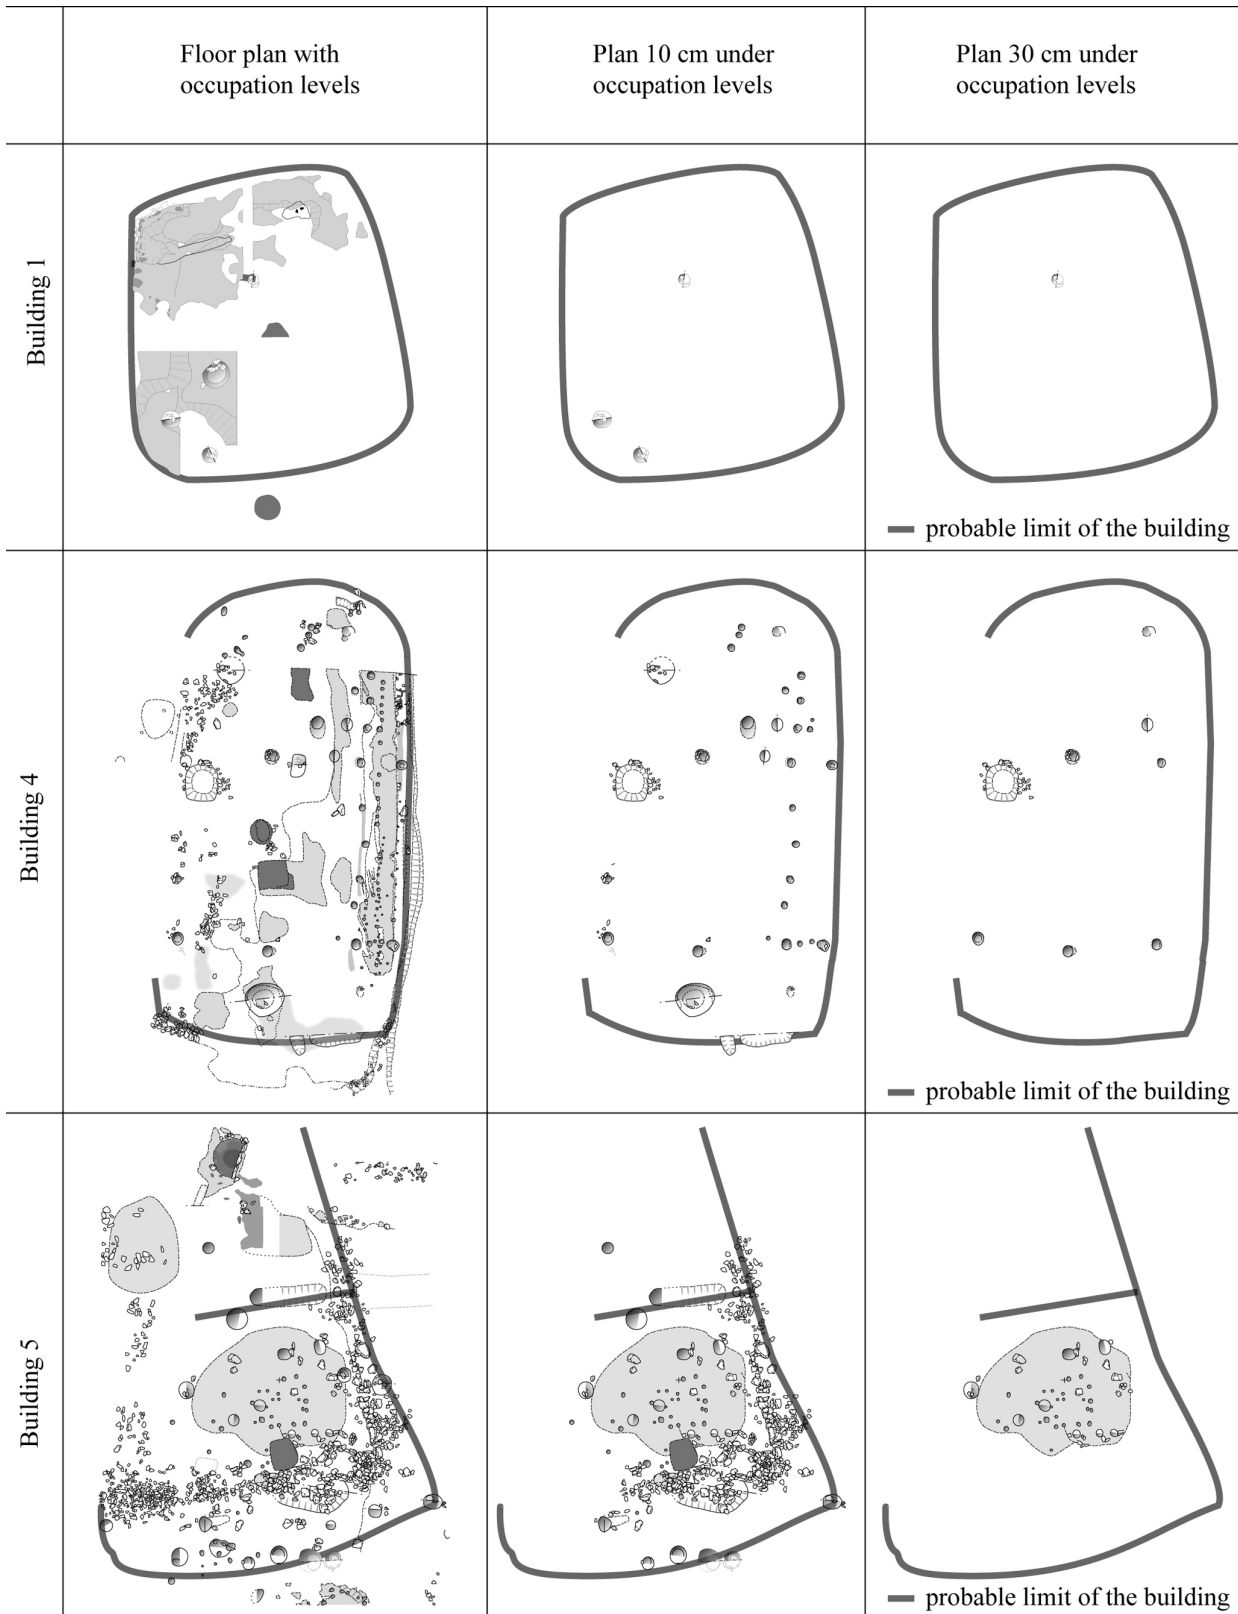 Floor plan with
occupation levels
Plan 10 cm under
occupation levels
Plan 30 cm under
occupation levels
Building 1
probable limit of the building
Building 4
probable limit of the building
Building 5
probable limit of the building